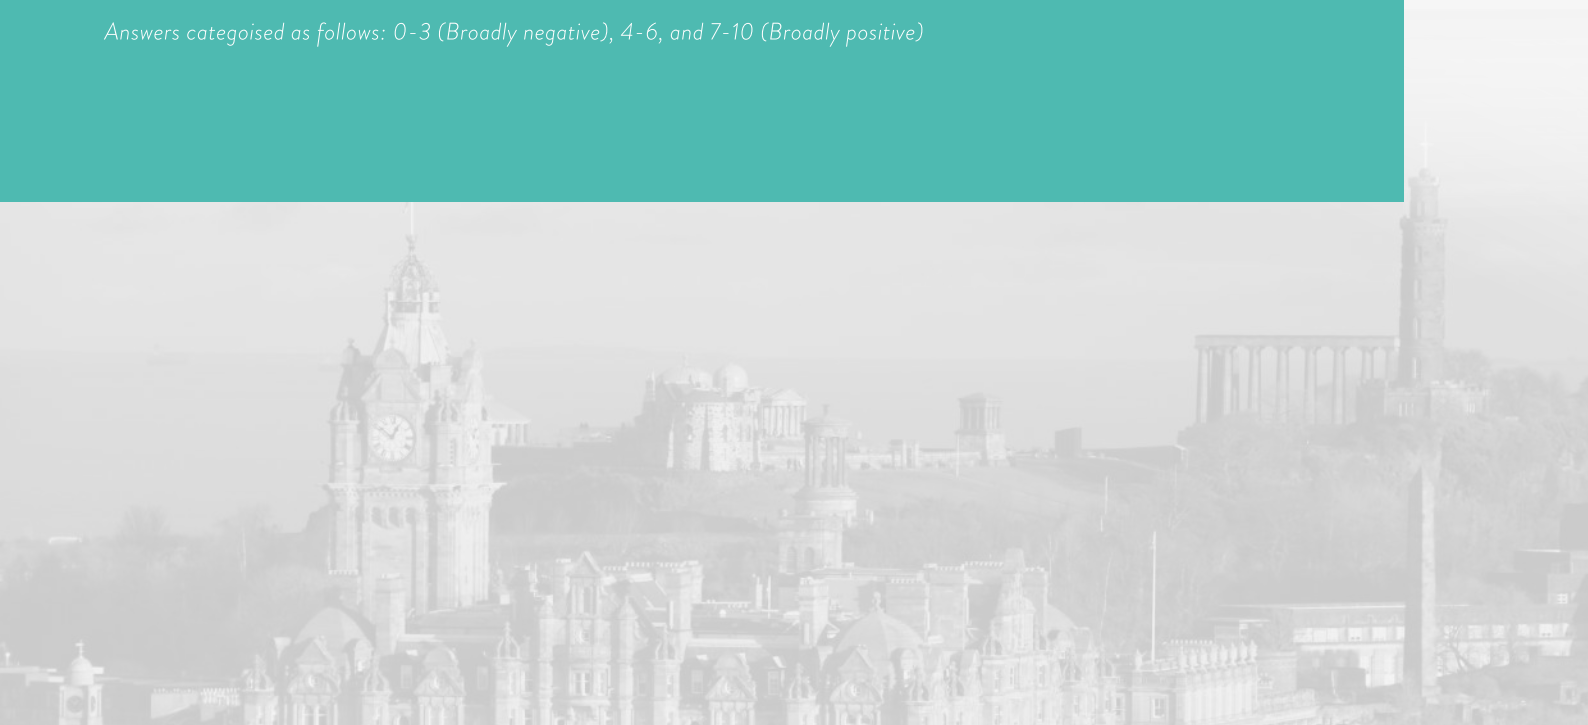 Answers categoised as follows: 0-3 (Broadly negative), 4-6, and 7-10 (Broadly positive)